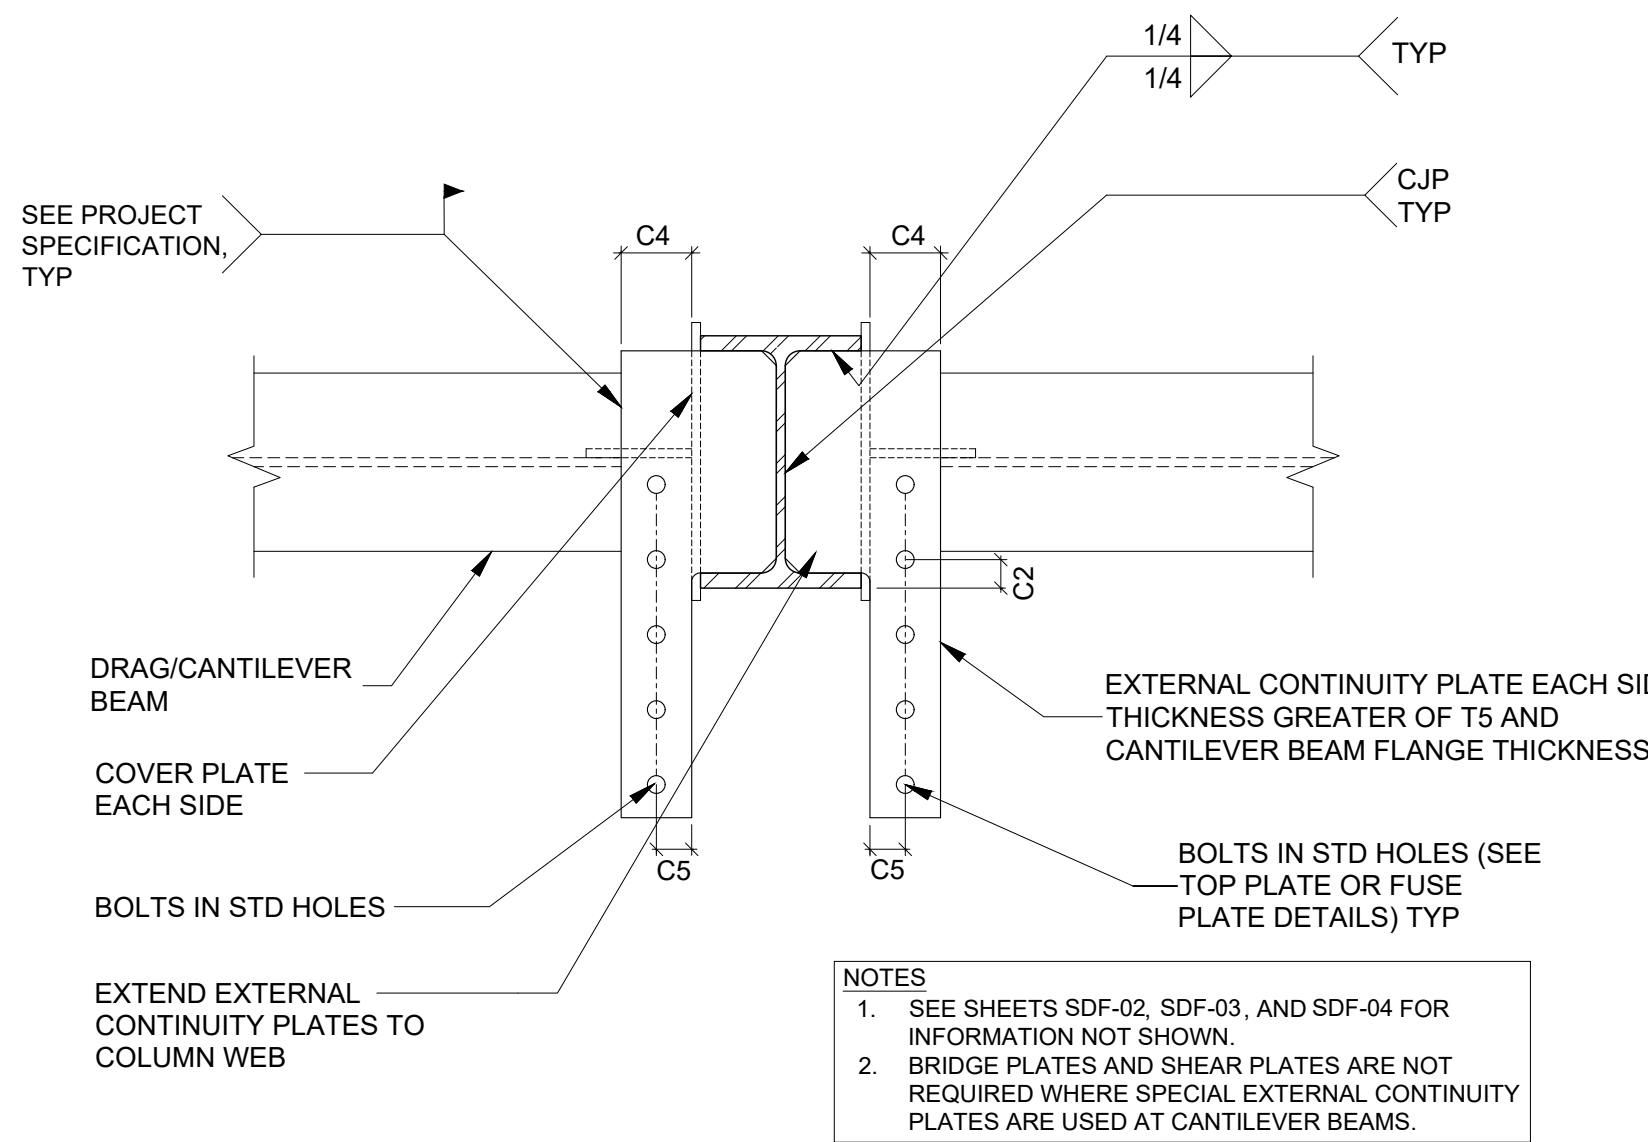 1/4
1/4
TYP
CJP
TYP
SEE PROJECT
SPECIFICATION,
TYP
C4
C4
C2
DRAG/CANTILEVER
BEAM
EXTERNAL CONTINUITY PLATE EACH SID
THICKNESS GREATER OF T5 AND
CANTILEVER BEAM FLANGE THICKNESS
COVER PLATE
EACH SIDE
C5
C5
BOLTS IN STD HOLES (SEE
TOP PLATE OR FUSE
PLATE DETAILS) TYP
BOLTS IN STD HOLES
EXTEND EXTERNAL
CONTINUITY PLATES TO
COLUMN WEB
NOTES
1. SEE SHEETS SDF-02, SDF-03, AND SDF-04 FOR
INFORMATION NOT SHOWN.
2. BRIDGE PLATES AND SHEAR PLATES ARE NOT
REQUIRED WHERE SPECIAL EXTERNAL CONTINUITY
PLATES ARE USED AT CANTILEVER BEAMS.